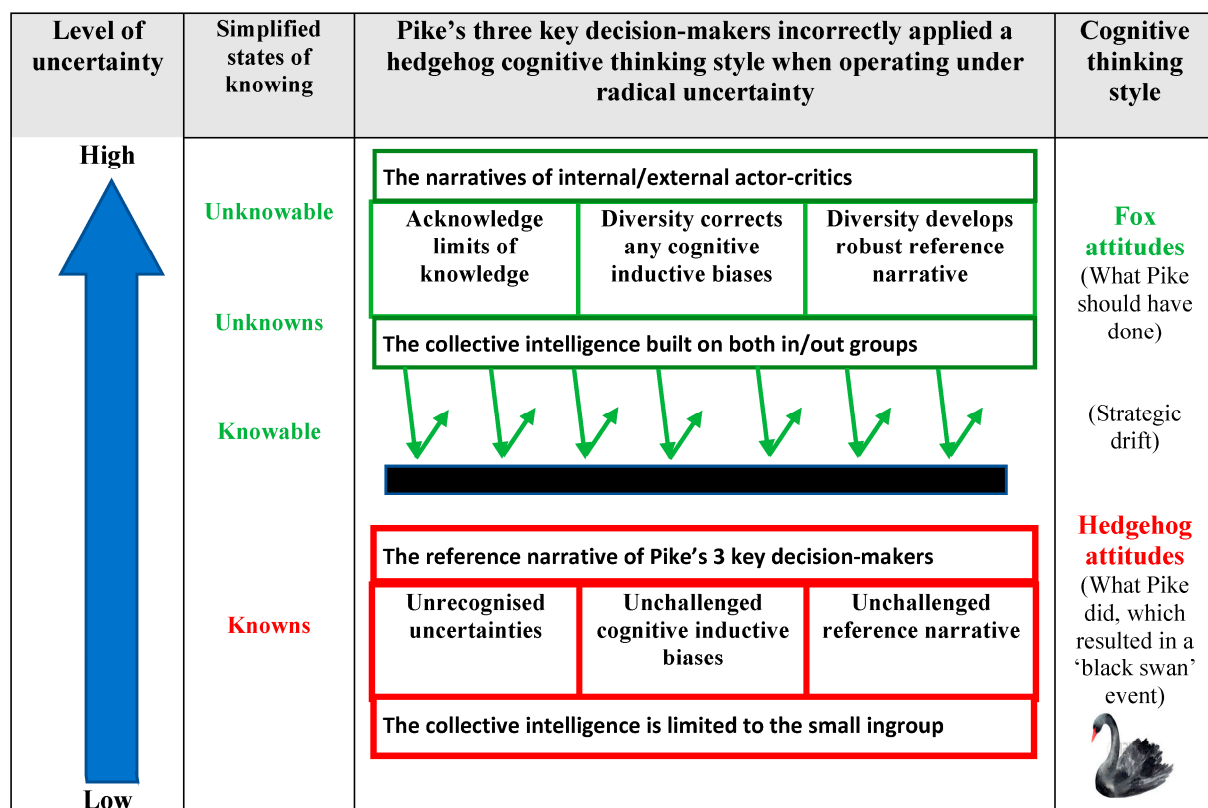 Level of
uncertainty
Simplified
states of
knowing
Pike’s three key decision-makers incorrectly applied a
hedgehog cognitive thinking style when operating under
radical uncertainty
Cognitive
thinking
style
High
Low
Unknowable
Unknowns
Knowable
Knowns
The narratives of internal/external actor-critics
Acknowledge
limits of
knowledge
Diversity corrects
any cognitive
inductive biases
Diversity develops
robust reference
narrative
The collective intelligence built on both in/out groups
The reference narrative of Pike’s 3 key decision-makers
Unrecognised
uncertainties
Unchallenged
cognitive inductive
biases
Unchallenged
reference narrative
The collective intelligence is limited to the small ingroup
Fox
attitudes
(What Pike
should have
done)
(Strategic
drift)
Hedgehog
attitudes
(What Pike
did, which
resulted in a
‘black swan’
event)